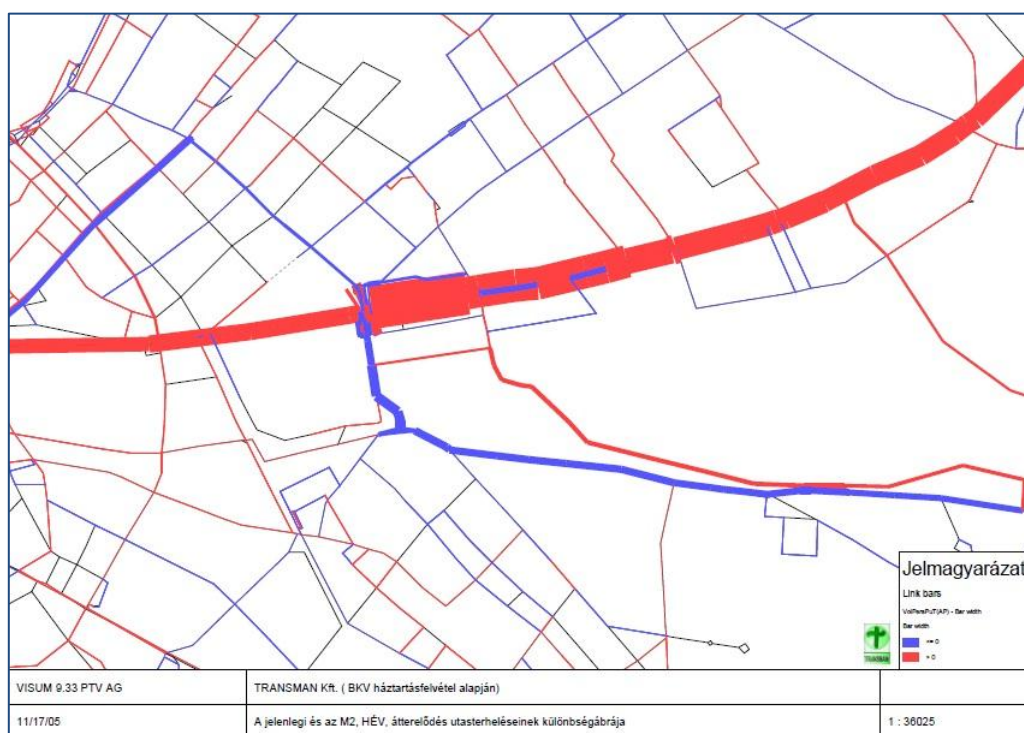 Jelmagyarázat
Link bars
VolPersPuT(AP) - Bar width
Bar width
<= 0
> 0
TRANSMAN
VISUM 9.33 PTV AG
TRANSMAN Kft. ( BKV háztartásfelvétel alapján)
11/17/05
A jelenlegi és az M2, HÉV, átterelődés utasterheléseinek különbségábrája
1 : 36025